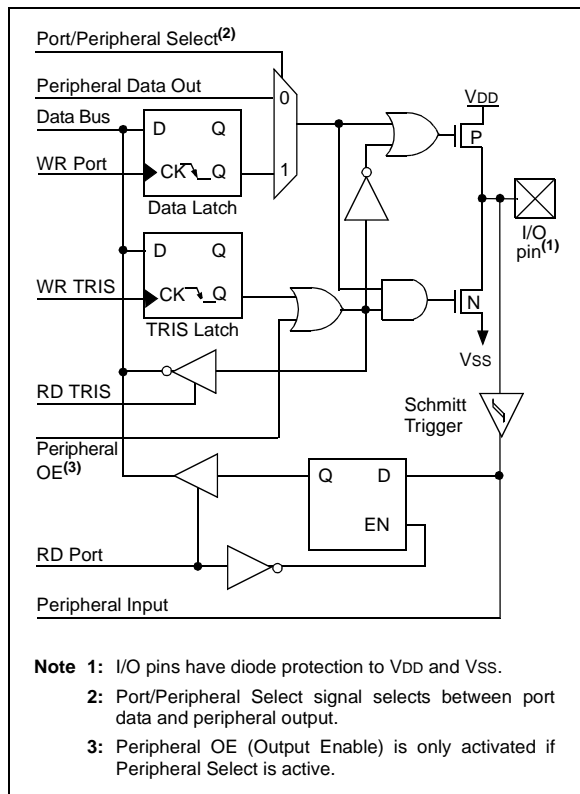 Port/Peripheral Select(2)
Peripheral Data Out
Data Bus
WR Port
D Q
CK Q
Data Latch
0
1
VDD
P
I/O
pin(1)
WR TRIS
D Q
CK Q
TRIS Latch
N
VSS
RD TRIS
Schmitt
Trigger
Peripheral
OE(3)
Q D
EN
RD Port
Peripheral Input
Note 1: I/O pins have diode protection to VDD and VSS.
2: Port/Peripheral Select signal selects between port
data and peripheral output.
3: Peripheral OE (Output Enable) is only activated if
Peripheral Select is active.